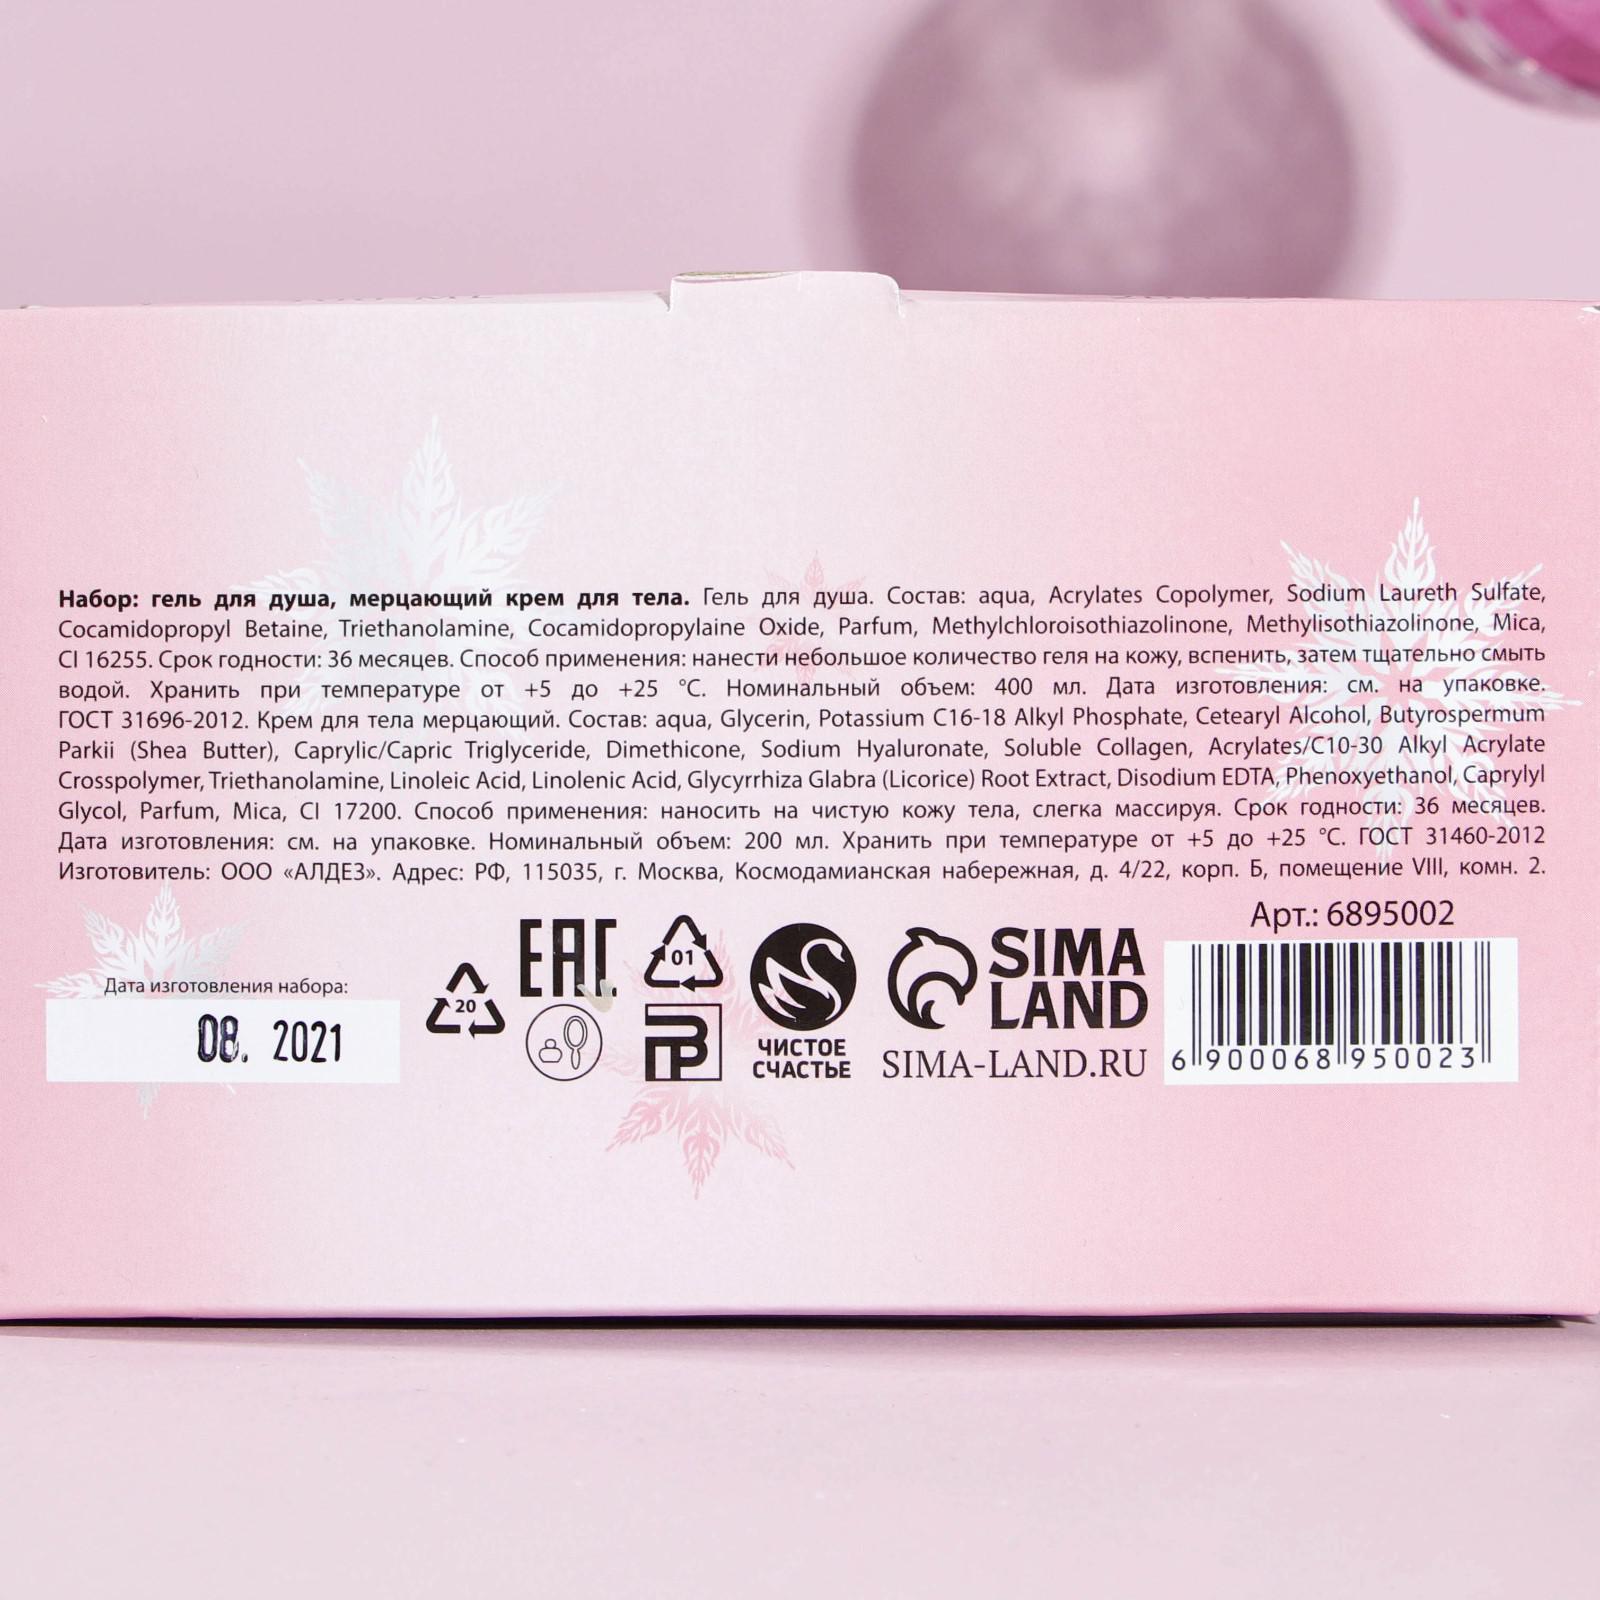 Набор: гель для душа, мерцающий крем для тела. Гель для душа. Состав: aqua, Acrylates Copolymer, Sodium Laureth Sulfate,
Cocamidopropyl Betaine, Triethanolamine, Cocamidopropylaine Oxide, Parfum, Methylchloroisothiazolinone, Methylisothiazolinone, Mica,
CI 16255. Срок годности: 36 месяцев. Способ применения: нанести небольшое количество геля на кожу, вспенить, затем тщательно смыть
водой. Хранить при температуре от +5 до +25 °С. Номинальный объем: 400 мл. Дата изготовления: см. на упаковке.
ГОСТ 31696-2012. Крем для тела мерцающий. Состав: aqua, Glycerin, Potassium C16-18 Alkyl Phosphate, Cetearyl Alcohol, Butyrospermum
Parkii (Shea Butter), Caprylic/Capric Triglyceride, Dimethicone, Sodium Hyaluronate, Soluble Collagen, Acrylates/C10-30 Alkyl Acrylate
Crosspolymer, Triethanolamine, Linoleic Acid, Linolenic Acid, Glycyrrhiza Glabra (Licorice) Root Extract, Disodium EDTA, Phenoxyethanol, Caprylyl
Glycol, Parfum, Mica, CI 17200. Способ применения: наносить на чистую кожу тела, слегка массируя. Срок годности: 36 месяцев.
Дата изготовления: см. на упаковке. Номинальный объем: 200 мл. Хранить при температуре от +5 до +25 °С. ГОСТ 31460-2012
Изготовитель: ООО «АЛДЕЗ». Адрес: РФ, 115035, г. Москва, Космодамианская набережная, д. 4/22, корп. Б, помещение VIII, комн. 2.
Арт.: 6895002
Дата изготовления набора:
08. 2021
20
EAC
01
ЧИСТОЕ
СЧАСТЬЕ
SIMA
LAND
SIMA-LAND.RU
6 900068 950023